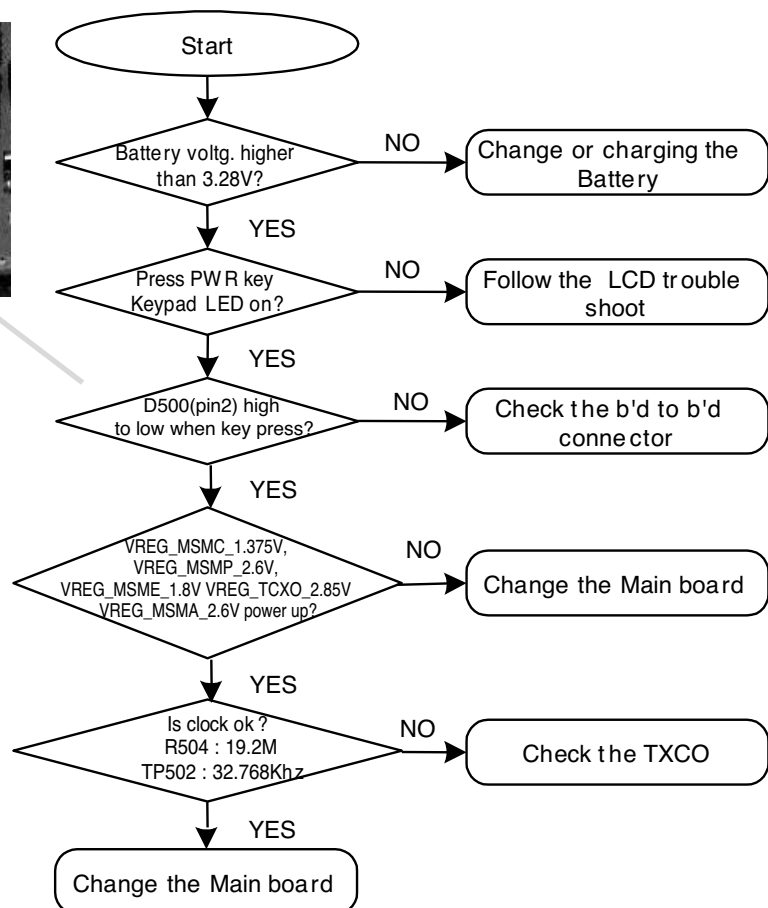 Start
Battery voltg. higher
than 3.28V?
NO
Change or charging the
Battery
YES
Press PWR key
Keypad LED on?
NO
Follow the LCD trouble
shoot
YES
D500(pin2) high
to low when key press?
NO
Check the b'd to b'd
connector
YES
VREG_MSMC_1.375V,
VREG_MSMP_2.6V,
VREG_MSME_1.8V VREG_TCXO_2.85V
VREG_MSMA_2.6V power up?
NO
Change the Main board
YES
Is clock ok?
R504 : 19.2M
TP502 : 32.768Khz
NO
Check the TXCO
YES
Change the Main board